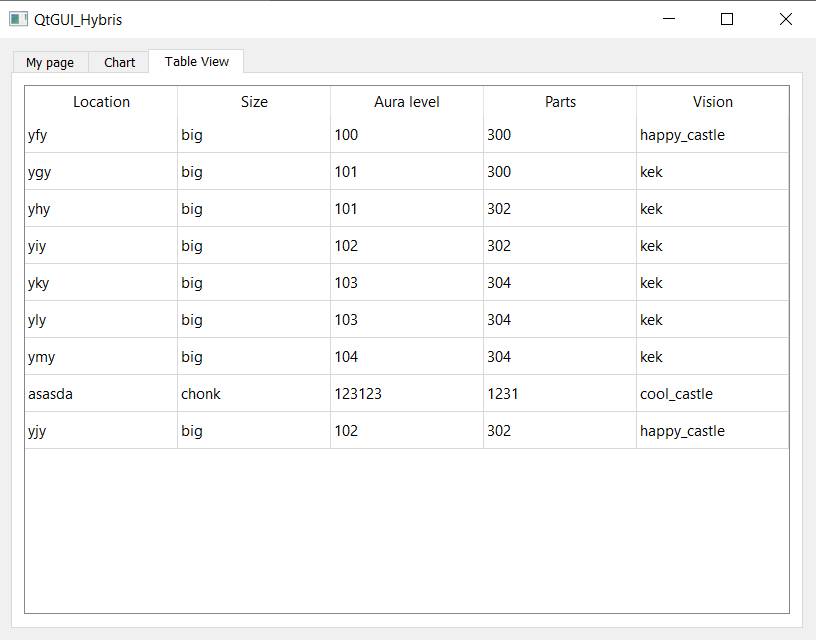 QtGUI_Hybris
My page Chart Table View
Location Size Aura level Parts Vision
yfy big 100 300 happy_castle
ygy big 101 300 kek
yhy big 101 302 kek
yiy big 102 302 kek
yky big 103 304 kek
yly big 103 304 kek
ymy big 104 304 kek
asasda chonk 123123 1231 cool_castle
yjy big 102 302 happy_castle